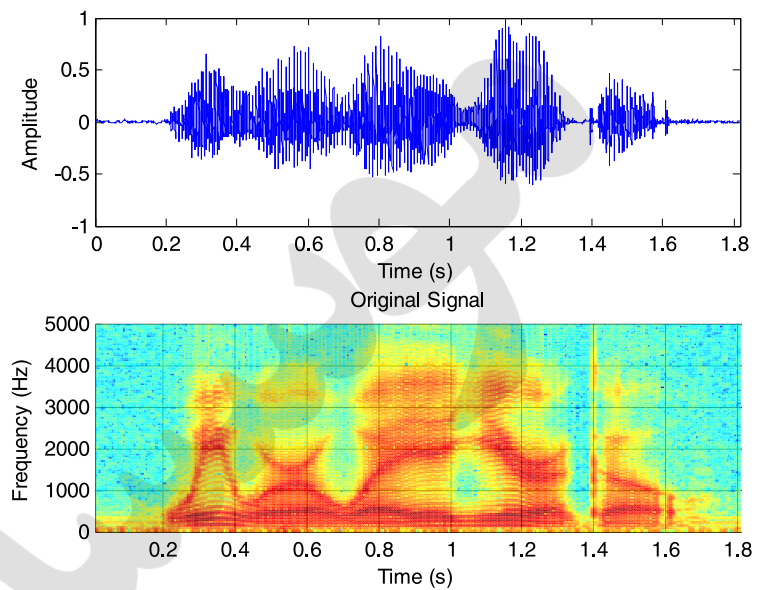 1
0.5
Amplitude
0
-0.5
-1
0 0.2 0.4 0.6 0.8 1 1.2 1.4 1.6 1.8
Time (s)
Original Signal
5000
4000
3000
Frequency (Hz)
2000
1000
0
0.2 0.4 0.6 0.8 1 1.2 1.4 1.6 1.8
Time (s)